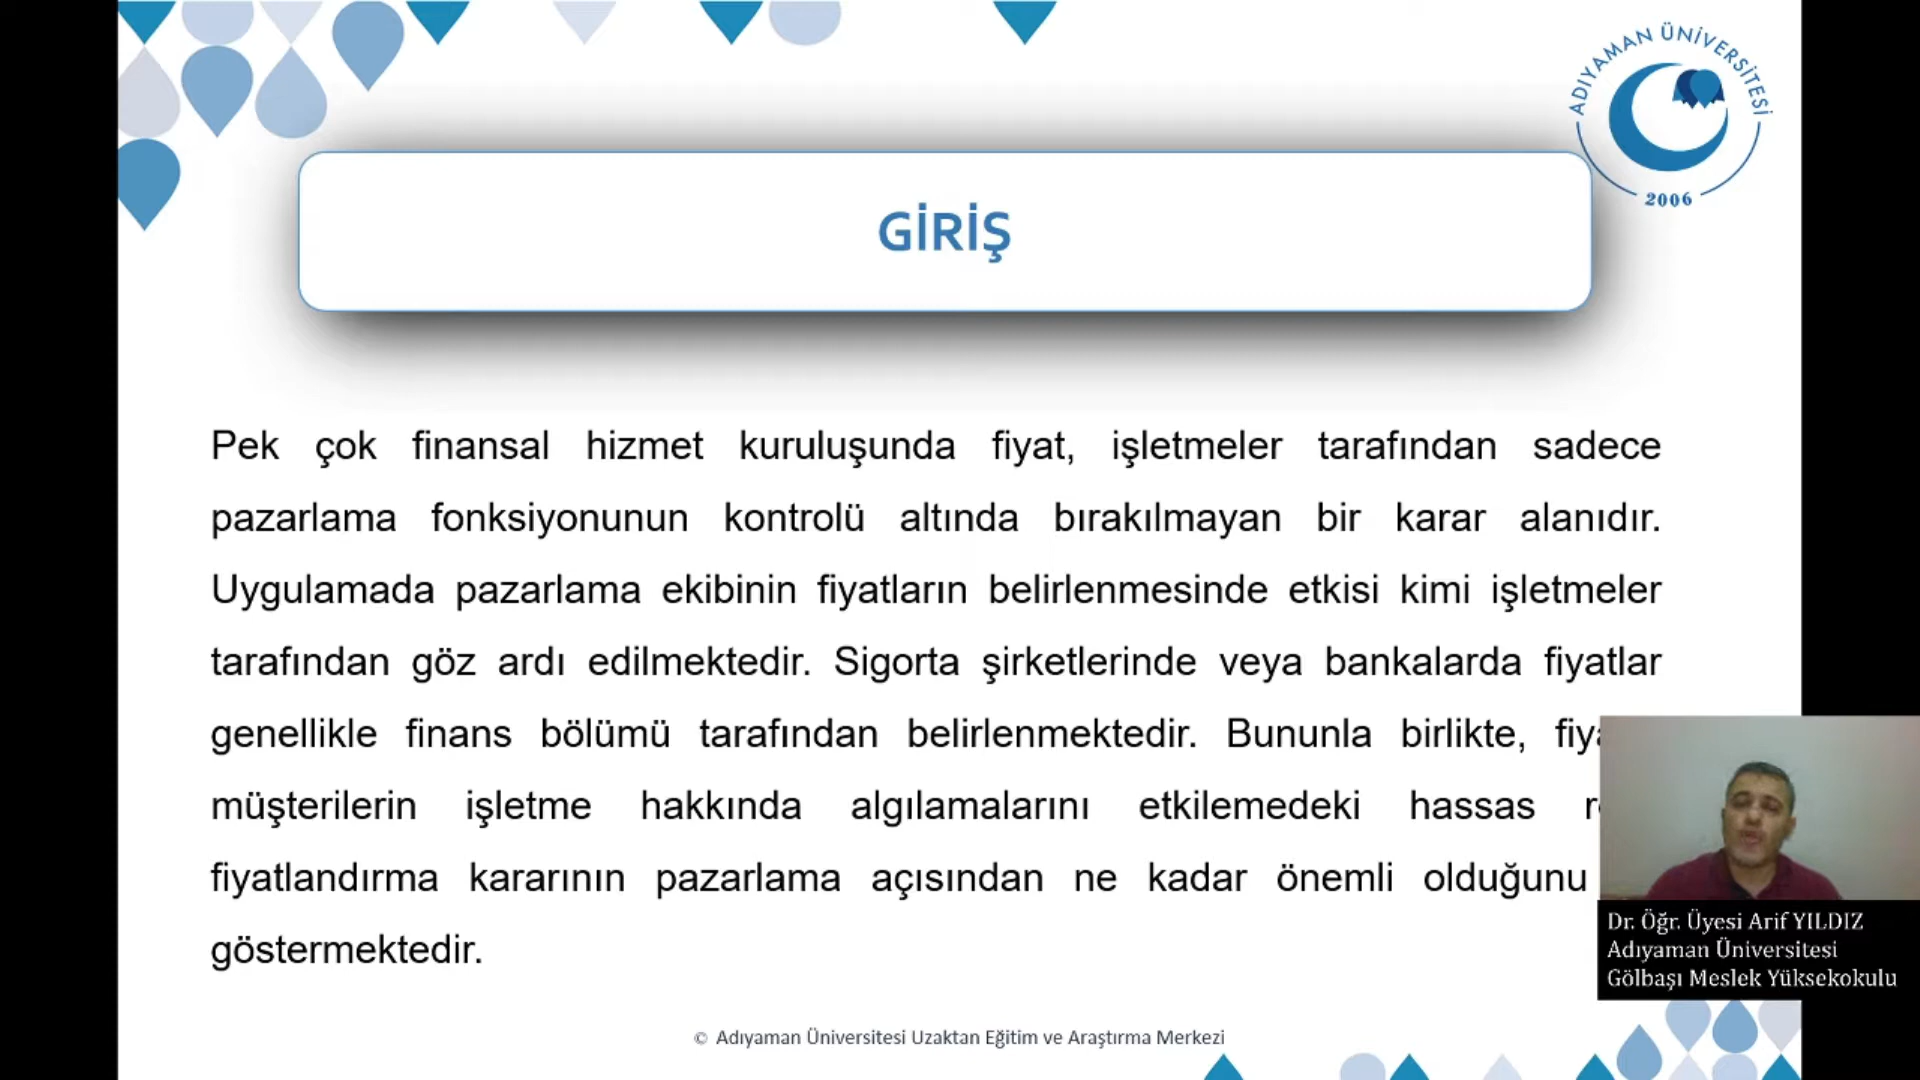 ADIYAMAN ÜNİVERSİTESİ
2006
GİRİŞ
Pek çok finansal hizmet kuruluşunda fiyat, işletmeler tarafından sadece
pazarlama fonksiyonunun kontrolü altında bırakılmayan bir karar alanıdır.
Uygulamada pazarlama ekibinin fiyatların belirlenmesinde etkisi kimi işletmeler
tarafından göz ardı edilmektedir. Sigorta şirketlerinde veya bankalarda fiyatlar
genellikle finans bölümü tarafından belirlenmektedir. Bununla birlikte,
müşterilerin işletme hakkında algılamalarını etkilemedeki hassas
fiyatlandırma kararının pazarlama açısından ne kadar önemli olduğunu
göstermektedir.
Dr. Öğr. Üyesi Arif YILDIZ
Adıyaman Üniversitesi
Gölbaşı Meslek Yüksekokulu
© Adıyaman Üniversitesi Uzaktan Eğitim ve Araştırma Merkezi